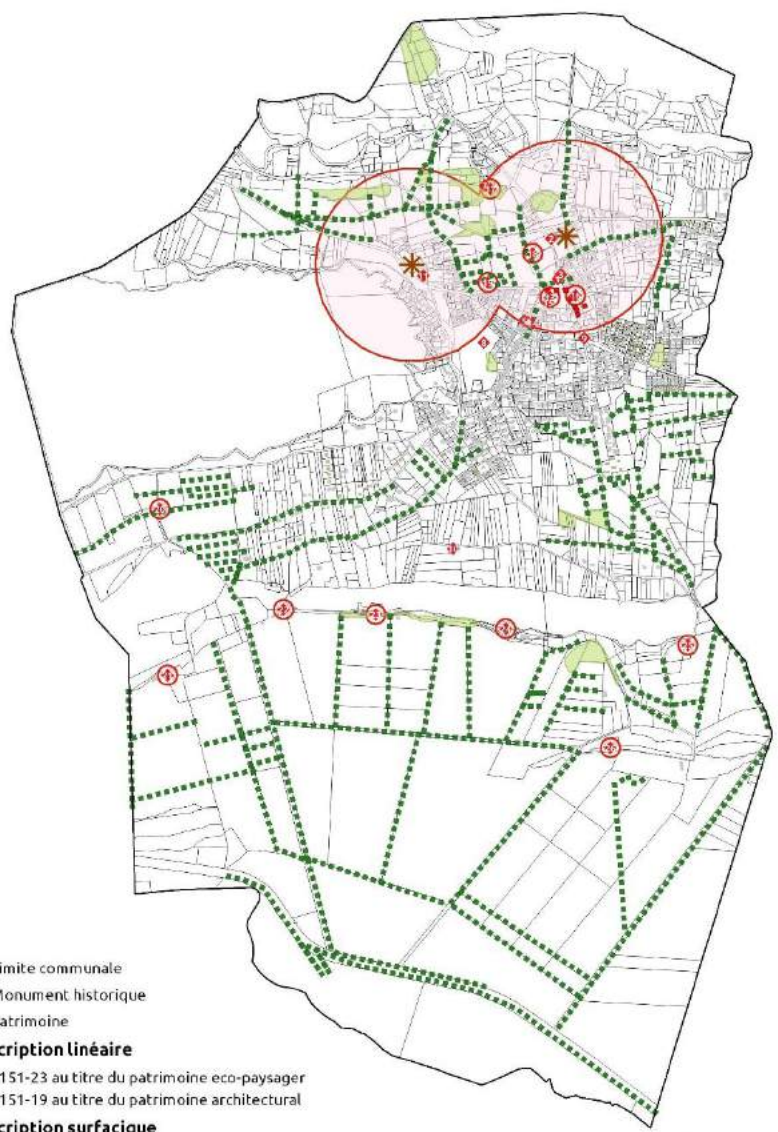 imite communale
Monument historique
atrimoine
cription linéaire
151-23 au titre du patrimoine eco-paysager
151-19 au titre du patrimoine architectural
cription surfacique